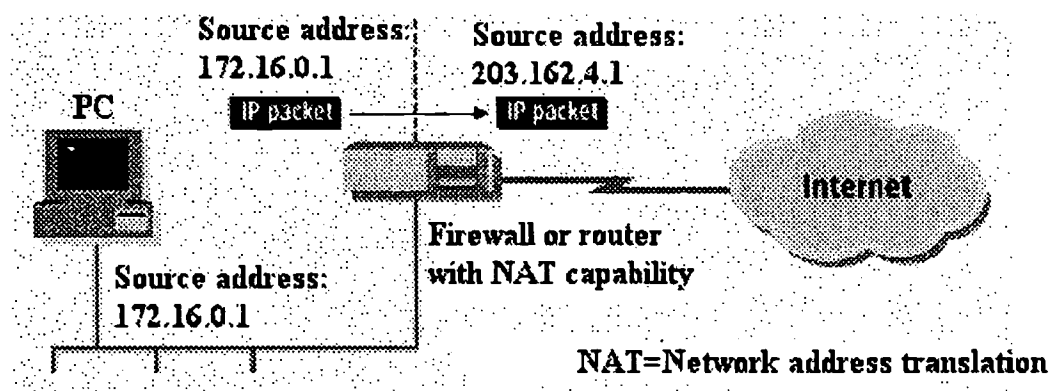 Source address:
172.16.0.1
Source address:
203.162.4.1
PC
IP packet
IP packet
Internet
Firewall or router
with NAT capability
Source address:
172.16.0.1
NAT=Network address translation